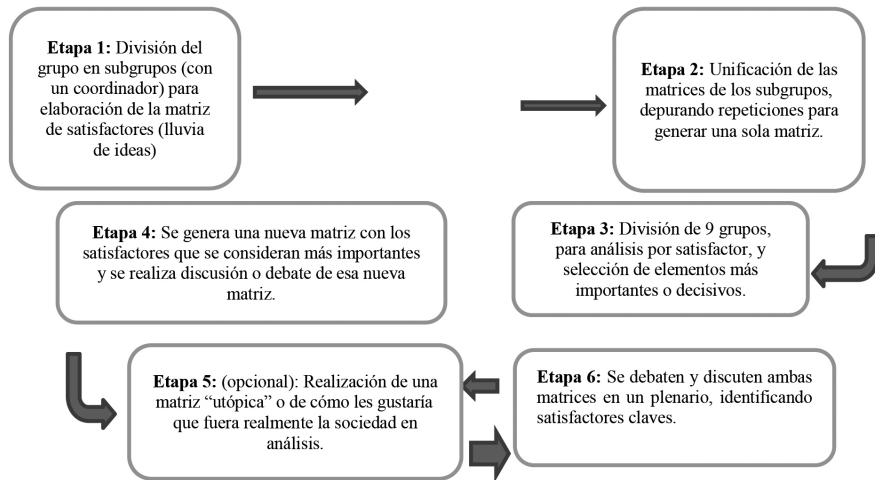 Etapa 1: División del
grupo en subgrupos (con
un coordinador) para
elaboración de la matriz
de satisfactores (lluvia
de ideas)
Etapa 2: Unificación de las
matrices de los subgrupos,
depurando repeticiones para
generar una sola matriz.
Etapa 3: División de 9 grupos,
para análisis por satisfactor, y
selección de elementos más
importantes o decisivos.
Etapa 4: Se genera una nueva matriz con los
satisfactores que se consideran más importantes
y se realiza discusión o debate de esa nueva
matriz.
Etapa 5: (opcional): Realización de una
matriz “utópica” o de cómo les gustaría
que fuera realmente la sociedad en
análisis.
Etapa 6: Se debaten y discuten ambas
matrices en un plenario, identificando
satisfactores claves.